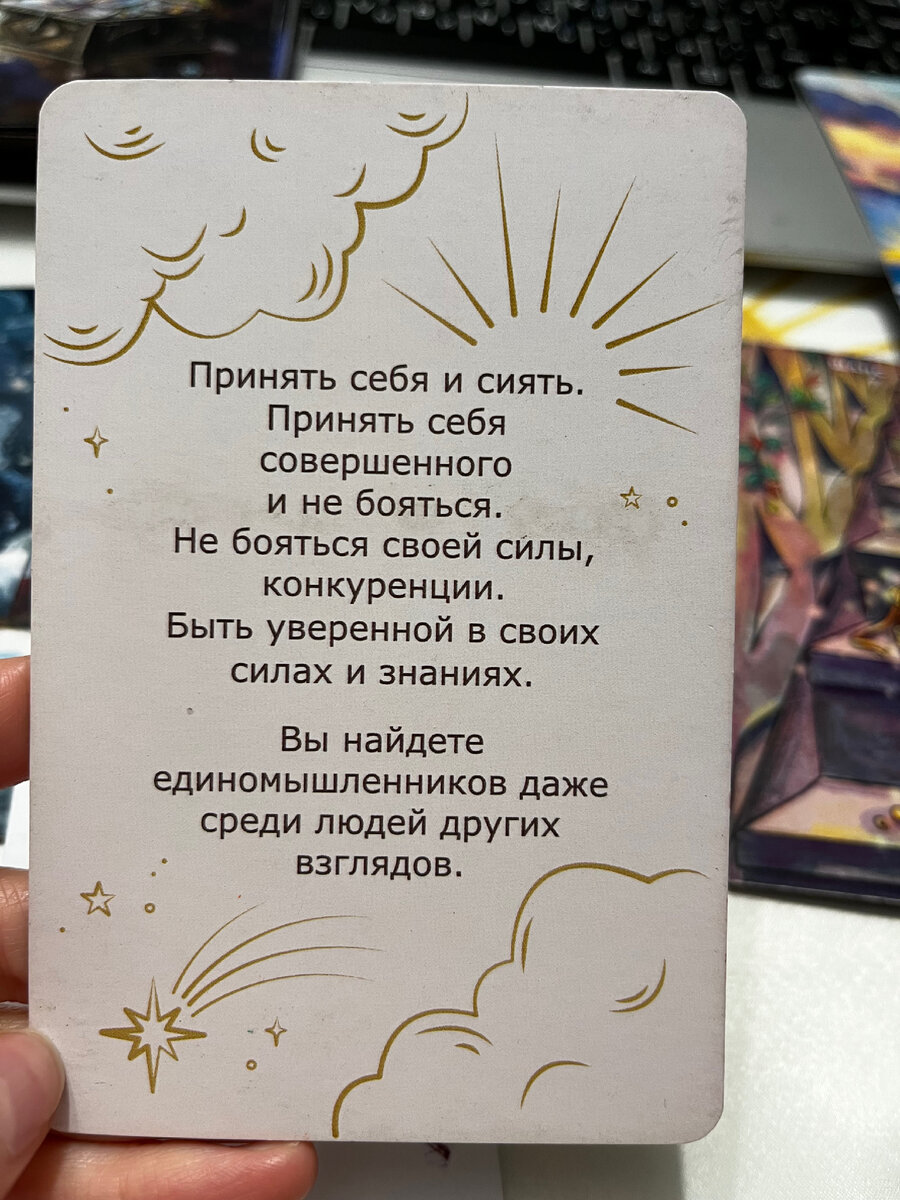 Принять себя и сиять.
Принять себя
совершенного
и не бояться.
Не бояться своей силы,
конкуренции.
Быть уверенной в своих
силах и знаниях.
Вы найдете
единомышленников даже
среди людей других
взглядов.